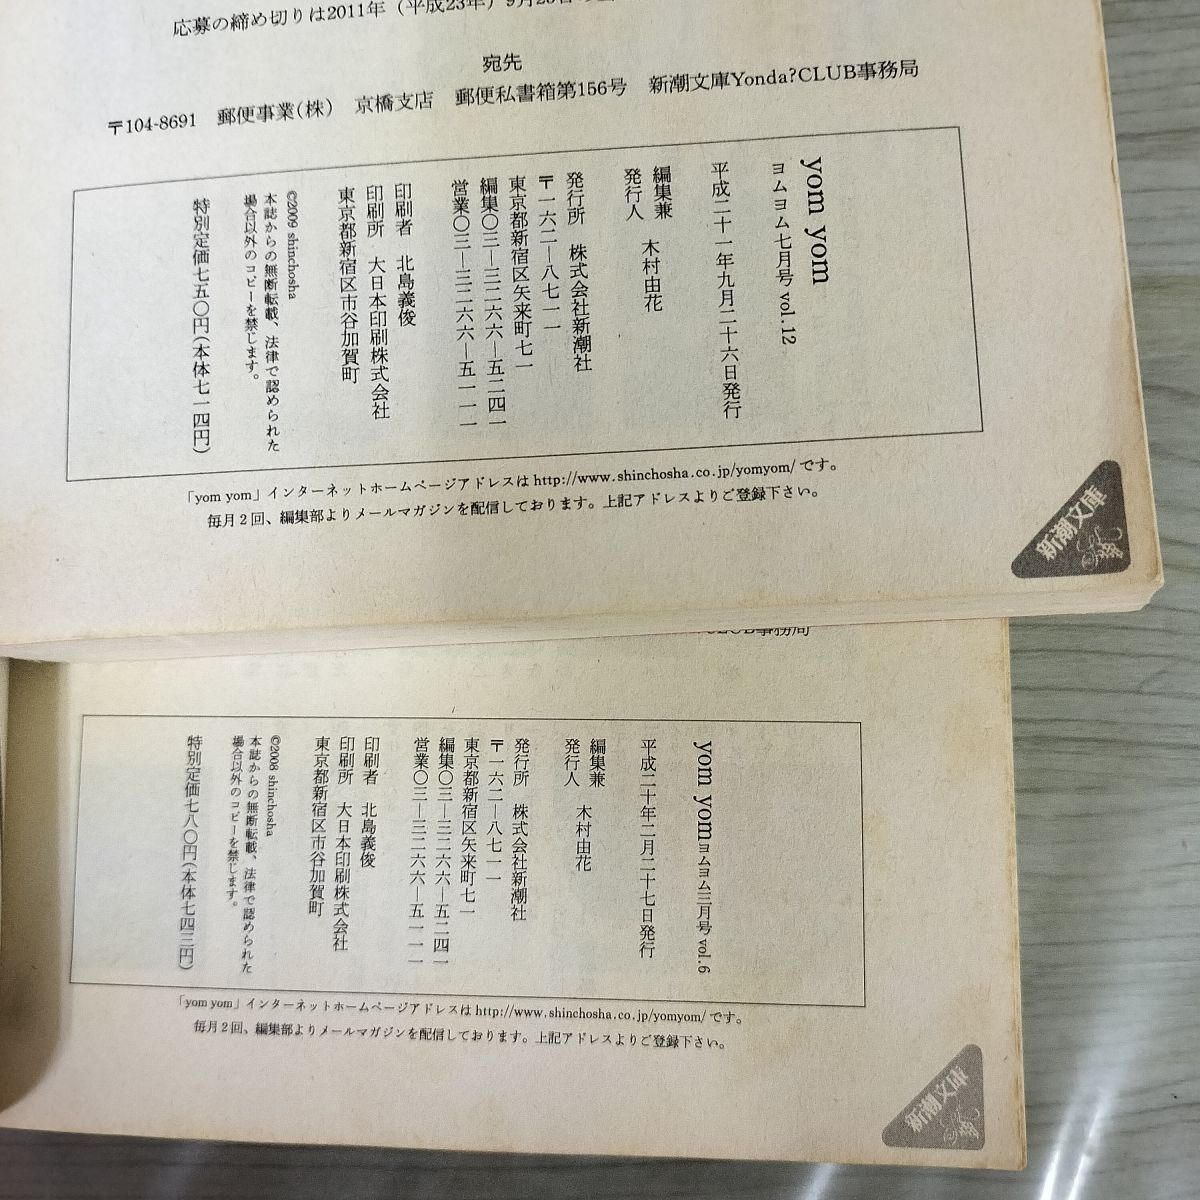 応募の締め切りは2011年（平成23年）9月
宛先
〒104-8691　郵便事業(株)　京橋支店　郵便私書箱第156号　新潮文庫Yonda?CLUB事務局
yom yom
ヨムヨム七月号 vol.12
平成二十一年九月二十六日発行
編集兼
発行人　木村由花
発行所　株式会社新潮社
〒一六二―八七一一
東京都新宿区矢来町七一
編集〇三―三二六六―五二四一
営業〇三―三二六六―五一一一
印刷者　北島義俊
印刷所　大日本印刷株式会社
東京都新宿区市谷加賀町
©2009 shinchosha
本誌からの無断転載、法律で認められた
場合以外のコピーを禁じます。
特別定価七五〇円(本体七一四円)
「yom yom」インターネットホームページアドレスは http://www.shinchosha.co.jp/yomyom/ です。
毎月2回、編集部よりメールマガジンを配信しております。上記アドレスよりご登録下さい。
新潮文庫
CLUB事務局
yom yom ヨムヨム三月号 vol.6
平成二十年二月二十七日発行
編集兼
発行人　木村由花
発行所　株式会社新潮社
〒一六二―八七一一
東京都新宿区矢来町七一
編集〇三―三二六六―五二四一
営業〇三―三二六六―五一一一
印刷者　北島義俊
印刷所　大日本印刷株式会社
東京都新宿区市谷加賀町
©2008 shinchosha
本誌からの無断転載、法律で認められた
場合以外のコピーを禁じます。
特別定価七八〇円(本体七四三円)
「yom yom」インターネットホームページアドレスは http://www.shinchosha.co.jp/yomyom/ です。
毎月2回、編集部よりメールマガジンを配信しております。上記アドレスよりご登録下さい。
新潮文庫